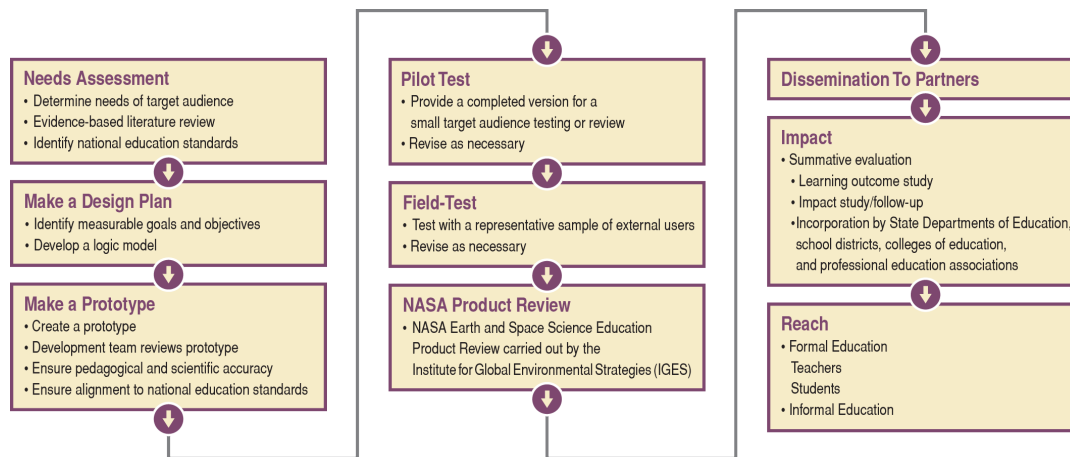 Needs Assessment
• Determine needs of target audience
• Evidence-based literature review
• Identify national education standards
Make a Design Plan
• Identify measurable goals and objectives
• Develop a logic model
Make a Prototype
• Create a prototype
• Development team reviews prototype
• Ensure pedagogical and scientific accuracy
• Ensure alignment to national education standards
Pilot Test
• Provide a completed version for a
small target audience testing or review
• Revise as necessary
Field-Test
• Test with a representative sample of external users
• Revise as necessary
NASA Product Review
• NASA Earth and Space Science Education
Product Review carried out by the
Institute for Global Environmental Strategies (IGES)
Dissemination To Partners
Impact
• Summative evaluation
• Learning outcome study
• Impact study/follow-up
•Incorporation by State Departments of Education,
school districts, colleges of education,
and professional education associations
Reach
• Formal Education
Teachers
Students
• Informal Education